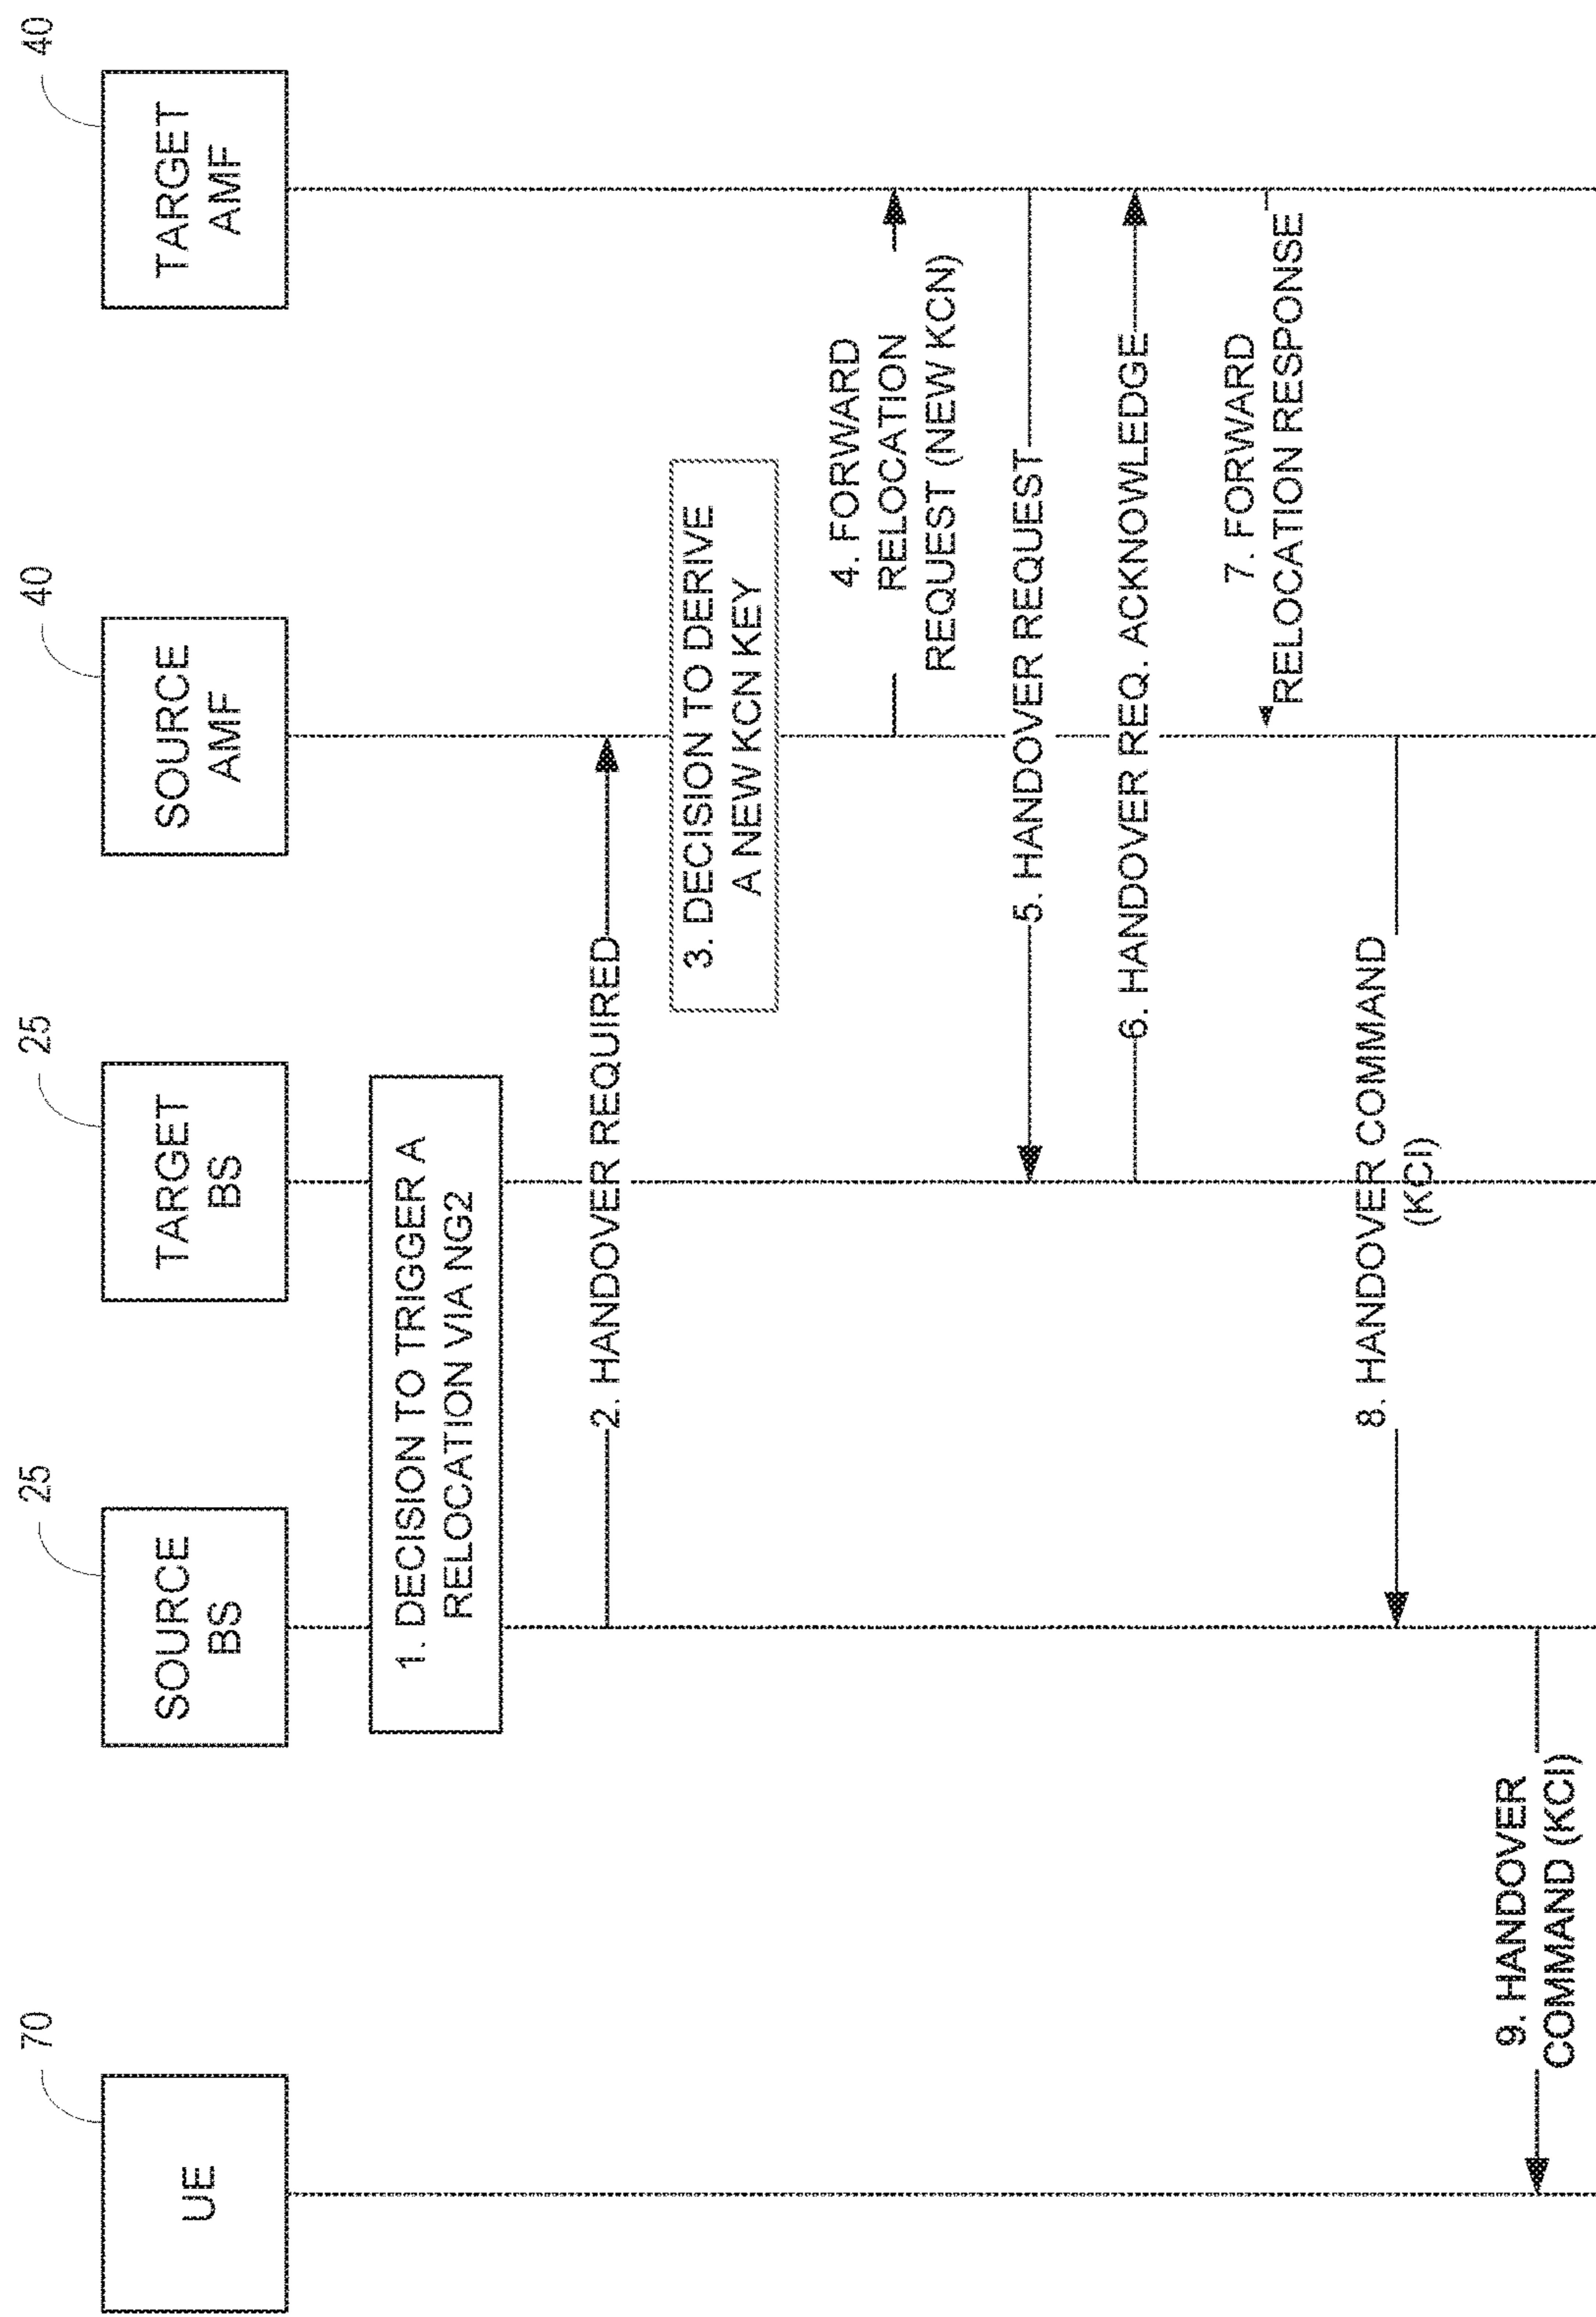 70
25
25
40
40
UE
SOURCE
BS
TARGET
BS
SOURCE
AMF
TARGET
AMF
1. DECISION TO TRIGGER A
RELOCATION VIA NG2
2. HANDOVER REQUIRED
3. DECISION TO DERIVE
A NEW KCN KEY
4. FORWARD
RELOCATION
REQUEST (NEW KCN)
5. HANDOVER REQUEST
6. HANDOVER REQ. ACKNOWLEDGE
7. FORWARD
RELOCATION RESPONSE
8. HANDOVER COMMAND
(KCI)
9. HANDOVER
COMMAND (KCI)